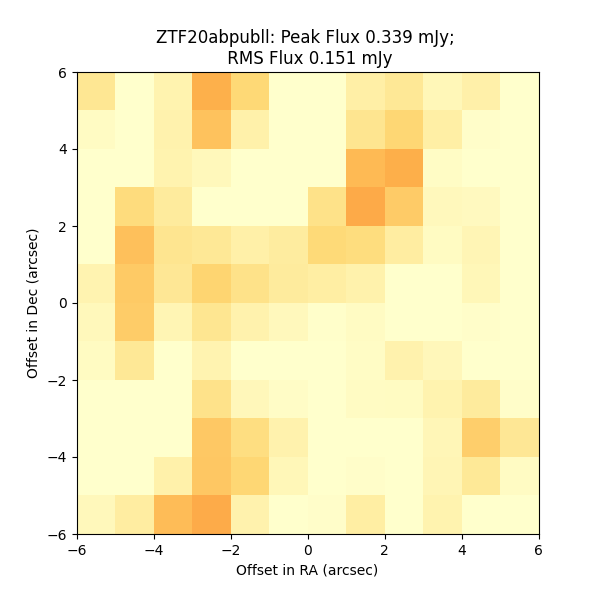 ZTF20abpubll: Peak Flux 0.339 mJy;
RMS Flux 0.151 mJy
6
4
2
0
−2
−4
−6
Offset in Dec (arcsec)
−6 −4 −2 0 2 4 6
Offset in RA (arcsec)